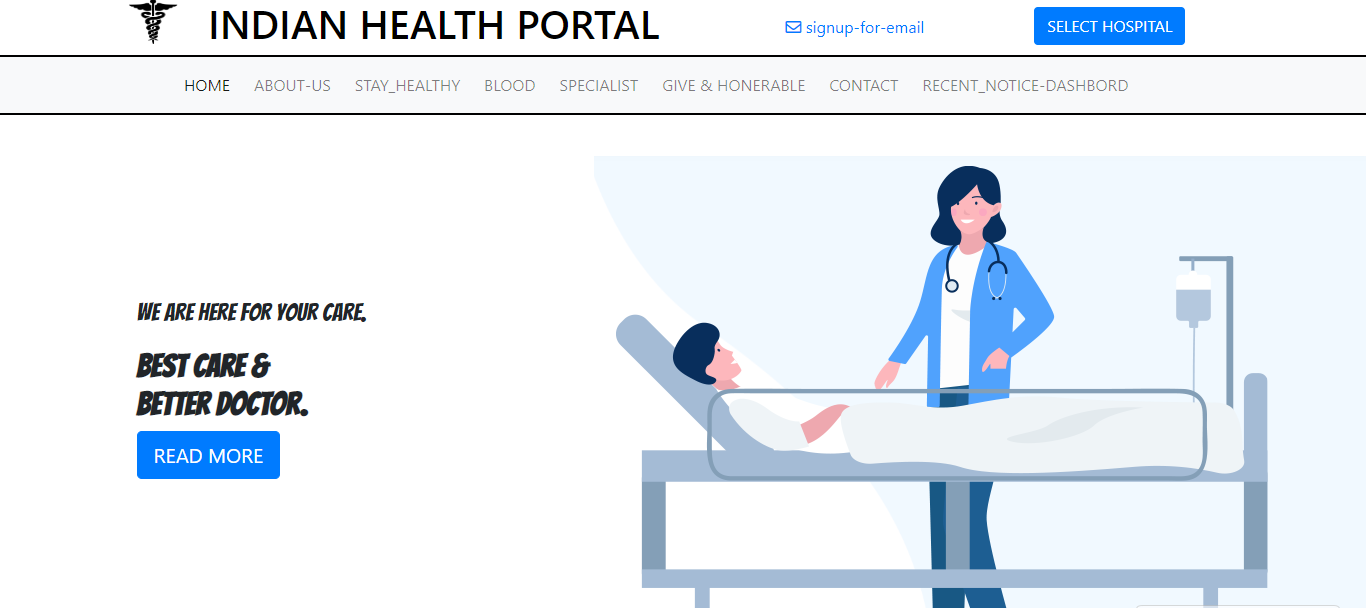 INDIAN HEALTH PORTAL
signup-for-email
SELECT HOSPITAL
HOME ABOUT-US STAY_HEALTHY BLOOD SPECIALIST GIVE & HONERABLE CONTACT RECENT_NOTICE-DASHBORD
WE ARE HERE FOR YOUR CARE.
BEST CARE &
BETTER DOCTOR.
READ MORE